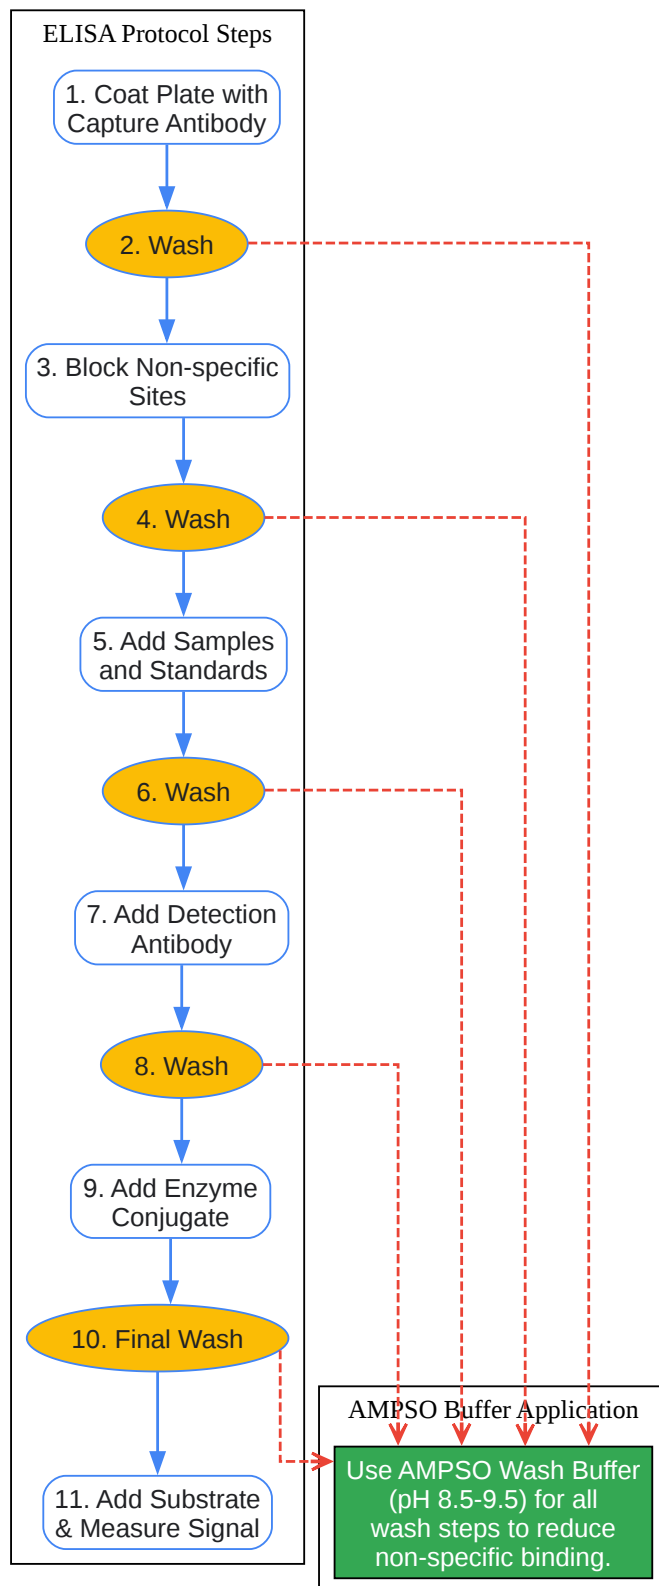 ELISA Protocol Steps
1. Coat Plate with
Capture Antibody
2. Wash
3. Block Non-specific
Sites
4. Wash
5. Add Samples
and Standards
6. Wash
7. Add Detection
Antibody
8. Wash
9. Add Enzyme
Conjugate
10. Final Wash
11. Add Substrate
& Measure Signal
AMPSO Buffer Application
Use AMPSO Wash Buffer
(pH 8.5-9.5) for all
wash steps to reduce
non-specific binding.